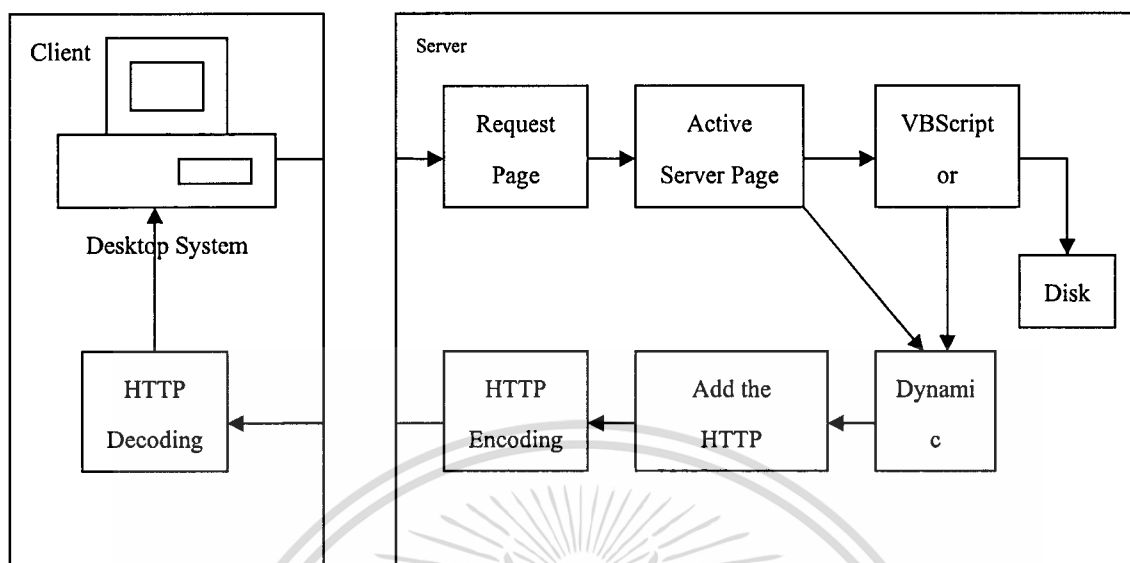 Client
Server
Request
Page
Active
Server Page
VBScript
or
Desktop System
Disk
HTTP
Decoding
HTTP
Encoding
Add the
HTTP
Dynami
c